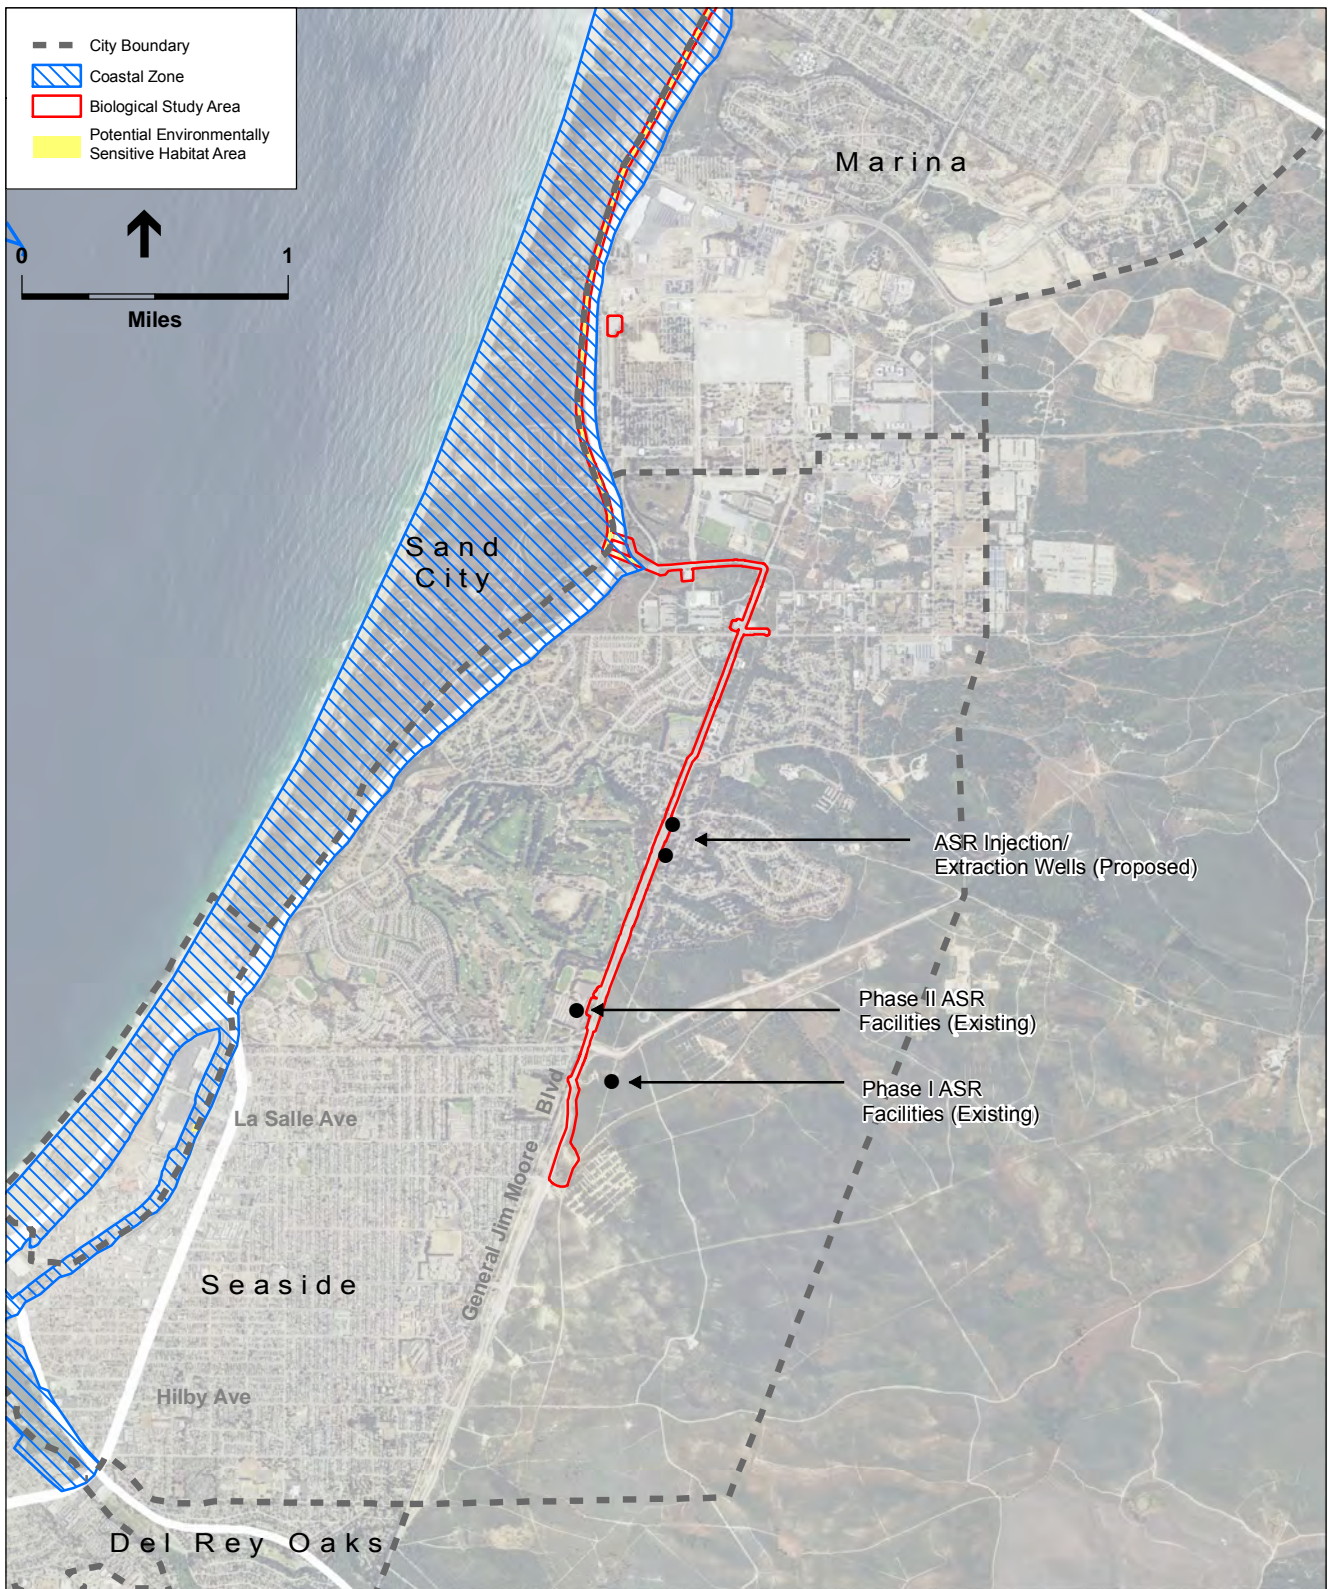 City Boundary
Coastal Zone
Biological Study Area
Potential Environmentally
Sensitive Habitat Area
0 1
Miles
Marina
Sand
City
ASR Injection/
Extraction Wells (Proposed)
Phase II ASR
Facilities (Existing)
Phase I ASR
Facilities (Existing)
La Salle Ave
General Jim Moore Blvd
Seaside
Hilby Ave
Del Rey Oaks